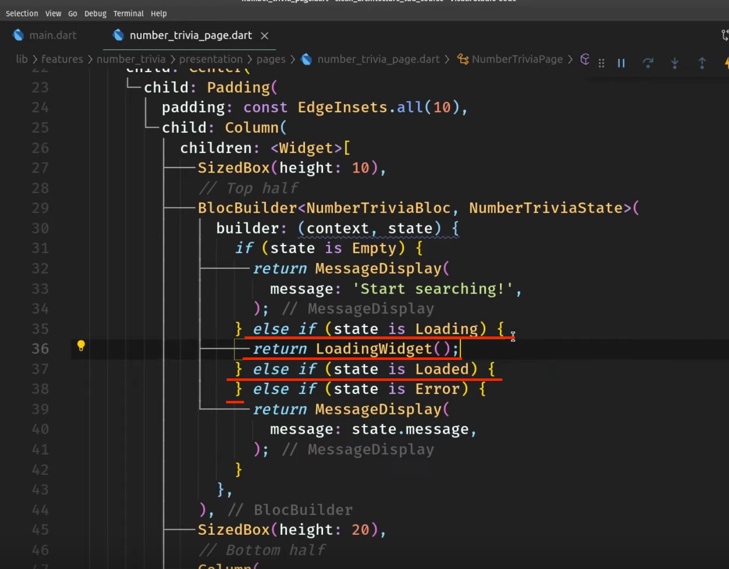 Selection View Go Debug Terminal Help
main.dart number_trivia_page.dart ×
lib > features > number_trivia > presentation > pages > number_trivia_page.dart > NumberTriviaPage >
23 child: Padding(
24 padding: const EdgeInsets.all(10),
25 child: Column(
26 children: <Widget>[
27 SizedBox(height: 10),
28 // Top half
29 BlocBuilder<NumberTriviaBloc, NumberTriviaState>(
30 builder: (context, state) {
31 if (state is Empty) {
32 return MessageDisplay(
33 message: 'Start searching!',
34 ); // MessageDisplay
35 } else if (state is Loading) {
36 return LoadingWidget();
37 } else if (state is Loaded) {
38 } else if (state is Error) {
39 return MessageDisplay(
40 message: state.message,
41 ); // MessageDisplay
42 }
43 },
44 ), // BlocBuilder
45 SizedBox(height: 20),
46 // Bottom half